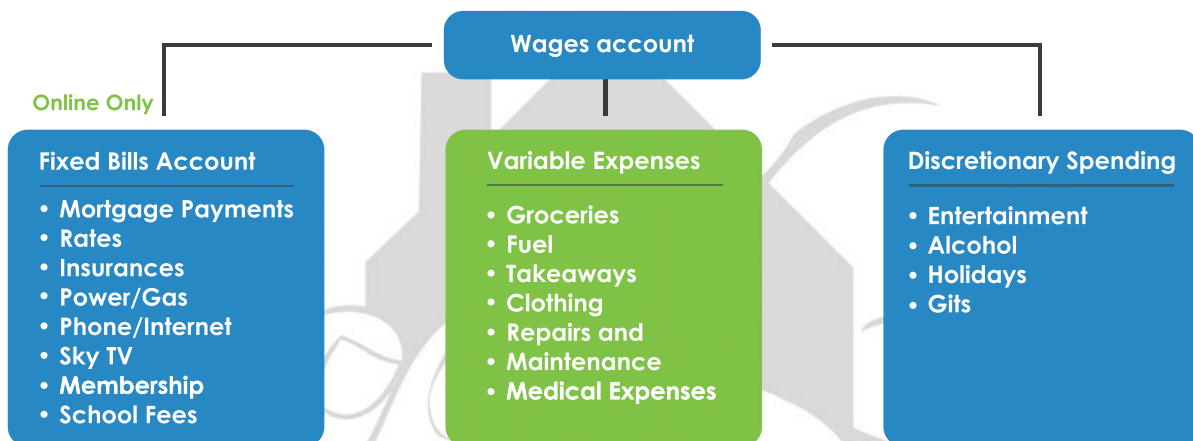 Wages account
Online Only
Fixed Bills Account
• Mortgage Payments
• Rates
• Insurances
• Power/Gas
• Phone/Internet
• Sky TV
• Membership
• School Fees
Variable Expenses
• Groceries
• Fuel
• Takeaways
• Clothing
• Repairs and
• Maintenance
• Medical Expenses
Discretionary Spending
• Entertainment
• Alcohol
• Holidays
• Gits